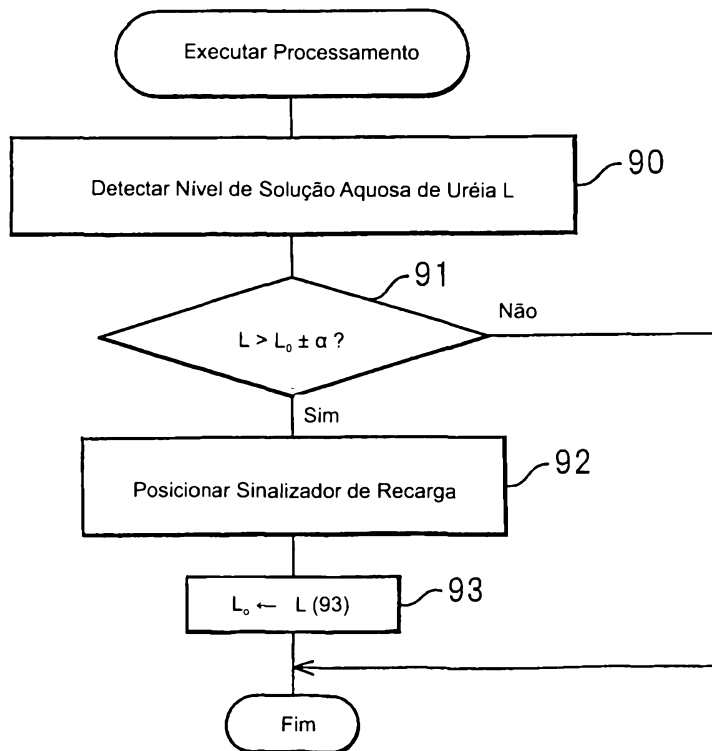 Executar Processamento
Detectar Nível de Solução Aquosa de Uréia L
90
91
L > L₀ ± α ?
Não
Sim
Posicionar Sinalizador de Recarga
92
L₀ ← L (93)
93
Fim